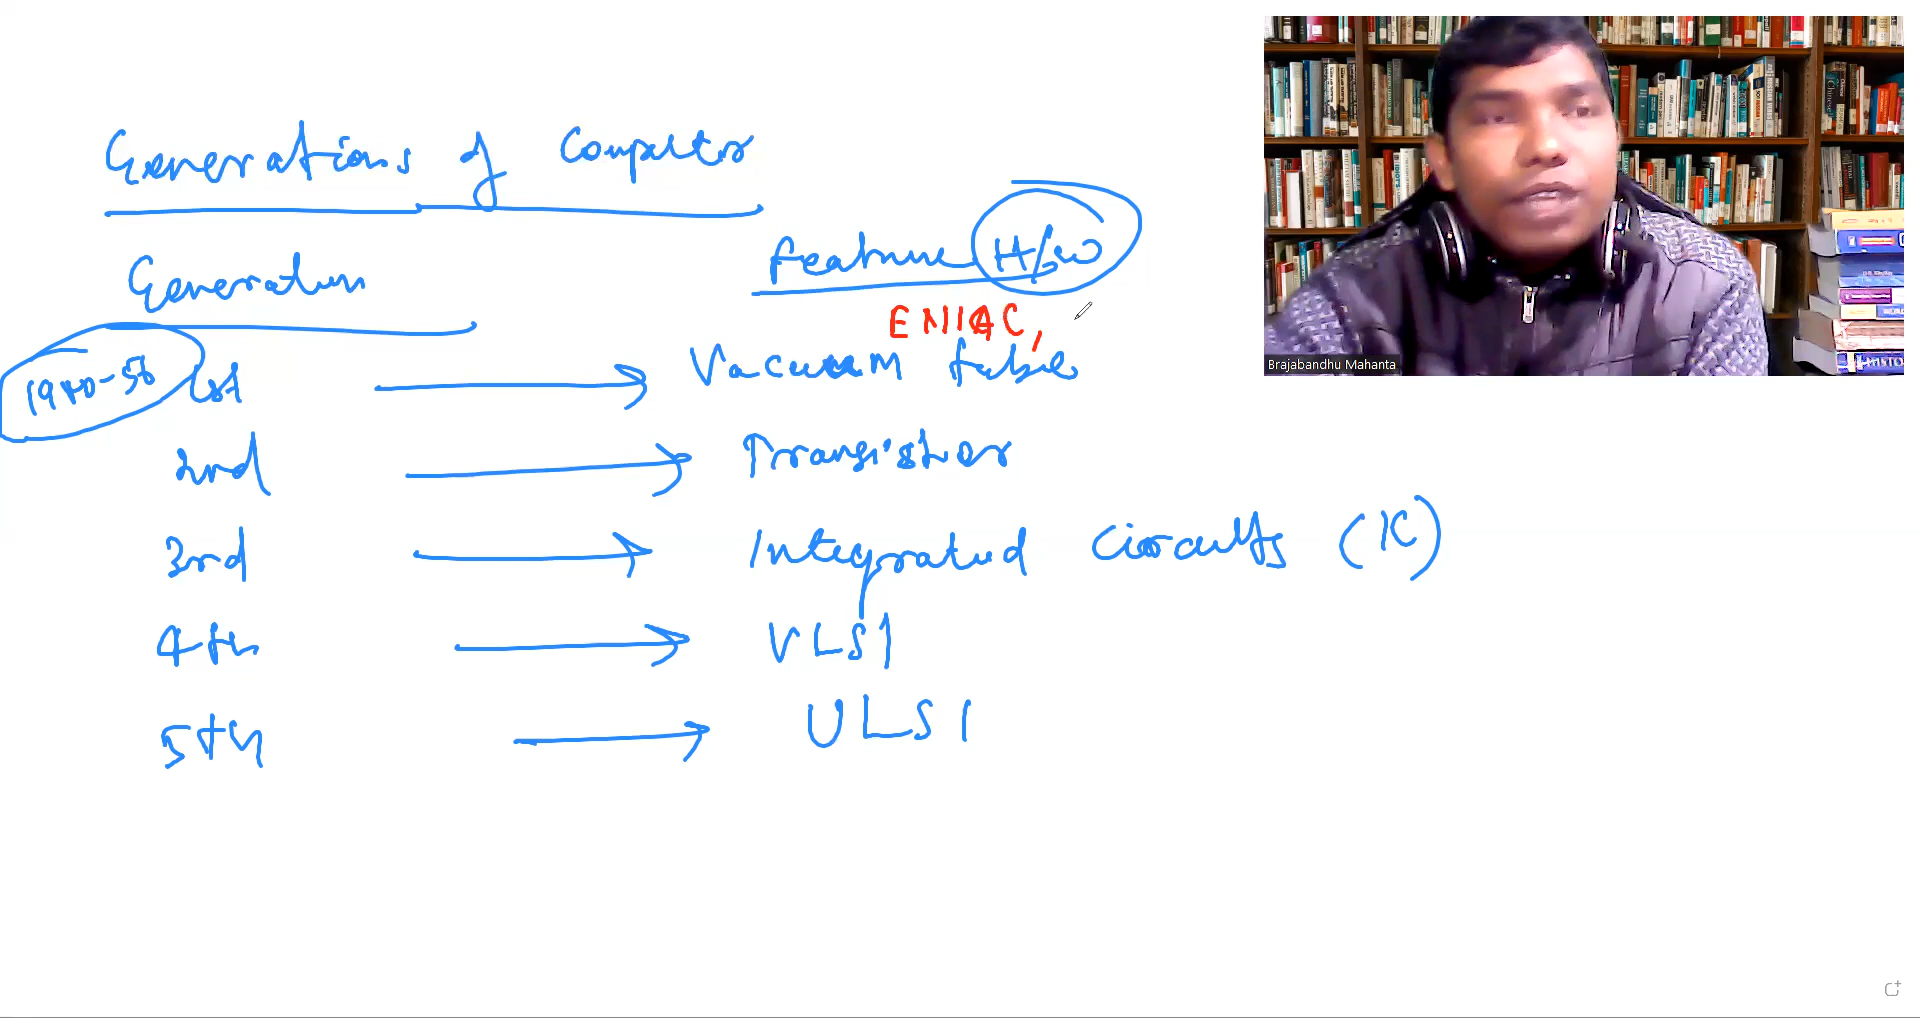 Generations of Computer
Generation Feature H/w
ENIAC,
1940-56 1st → Vacuum tubes
2nd → Transistor
3rd → Integrated Circuits (IC)
4th → VLSI
5th → ULSI
Brajabandhu Mahanta